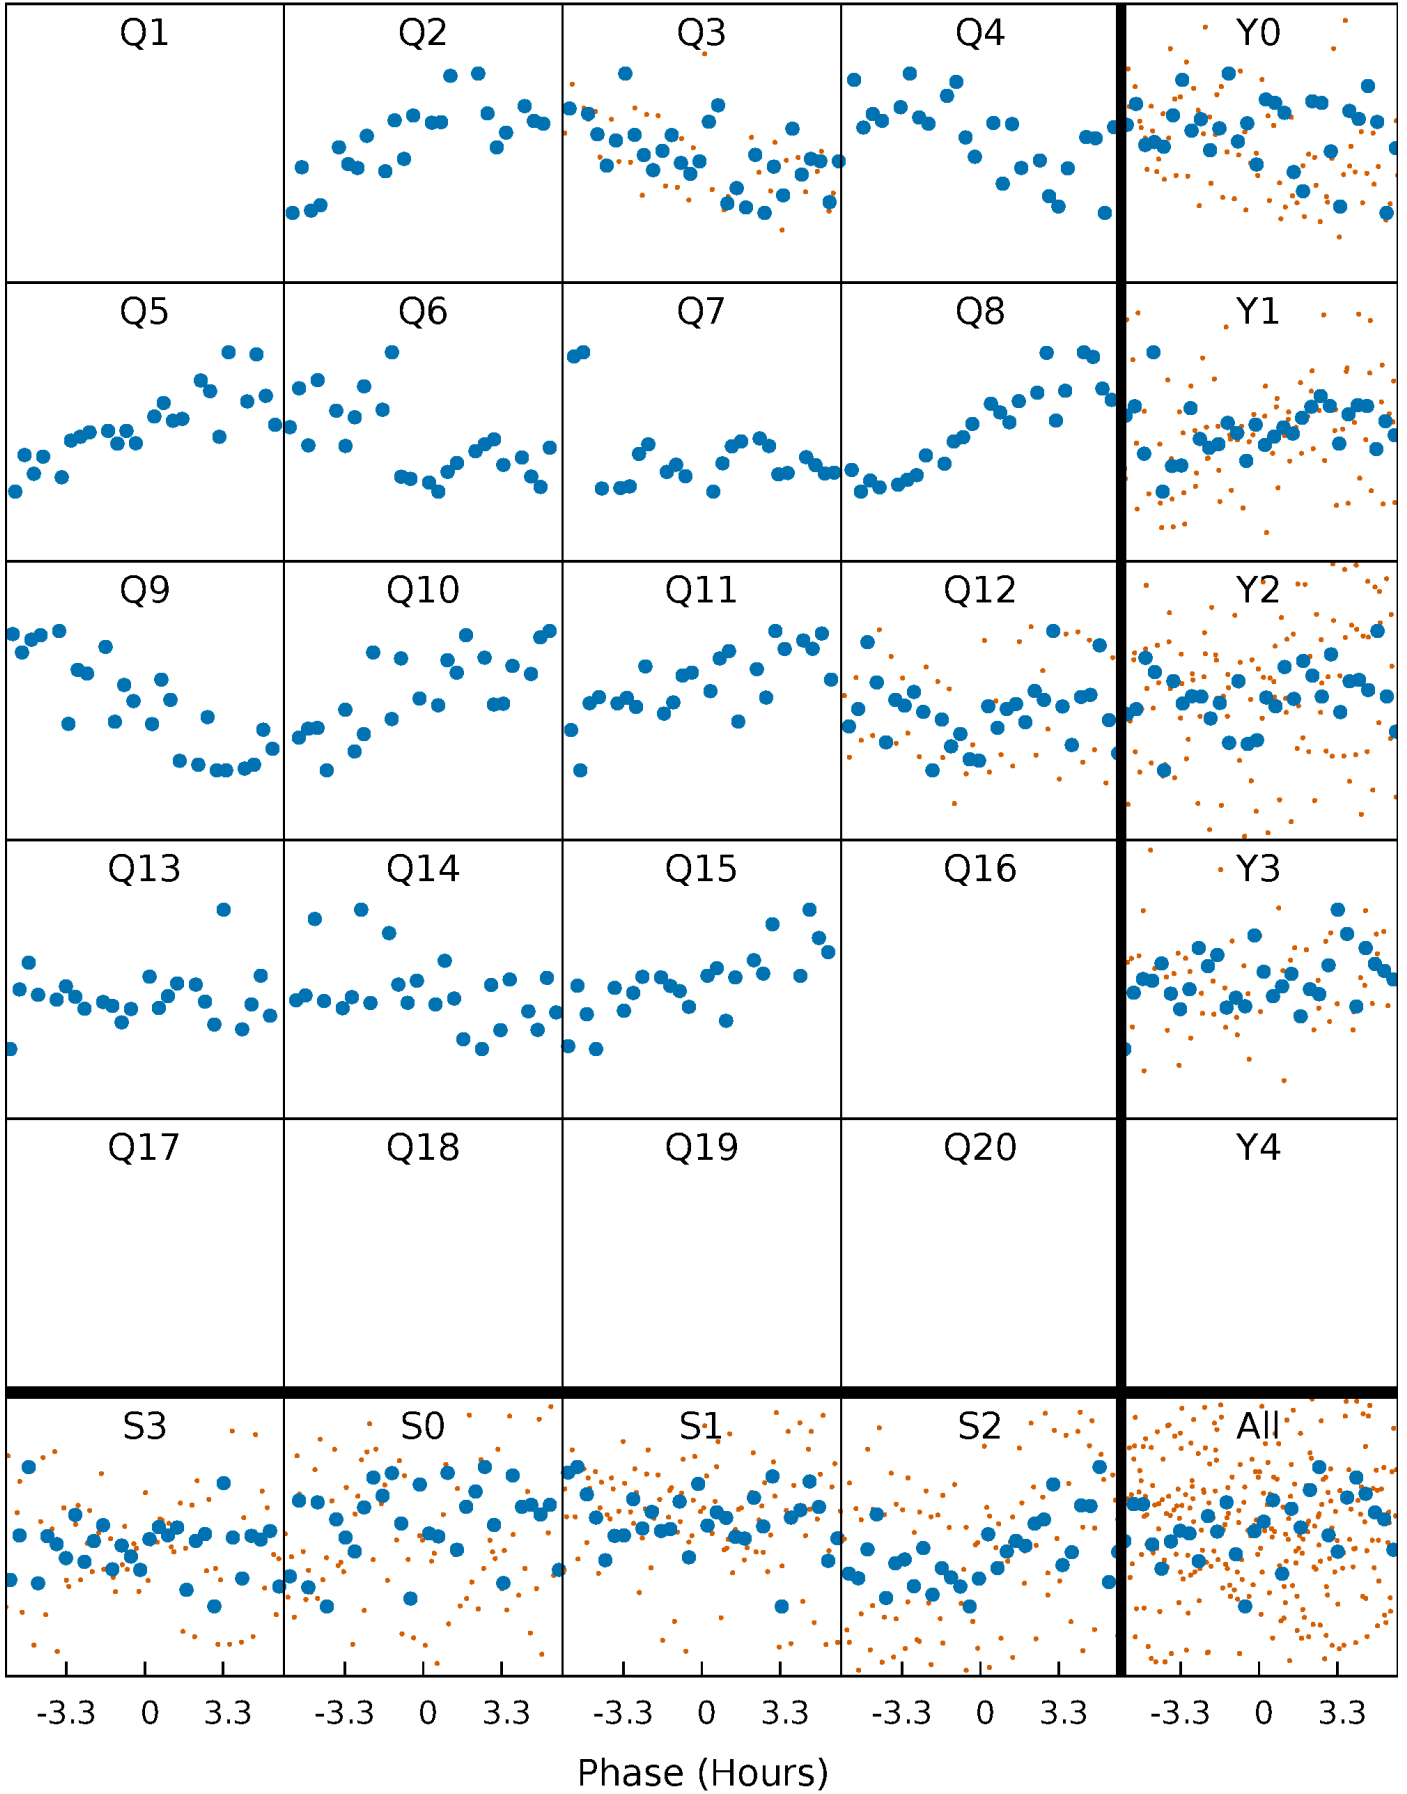 Q1 Q2 Q3 Q4 Y0
Q5 Q6 Q7 Q8 Y1
Q9 Q10 Q11 Q12 Y2
Q13 Q14 Q15 Q16 Y3
Q17 Q18 Q19 Q20 Y4
S3 S0 S1 S2 All
-3.3 0 3.3 -3.3 0 3.3 -3.3 0 3.3 -3.3 0 3.3 -3.3 0 3.3
Phase (Hours)